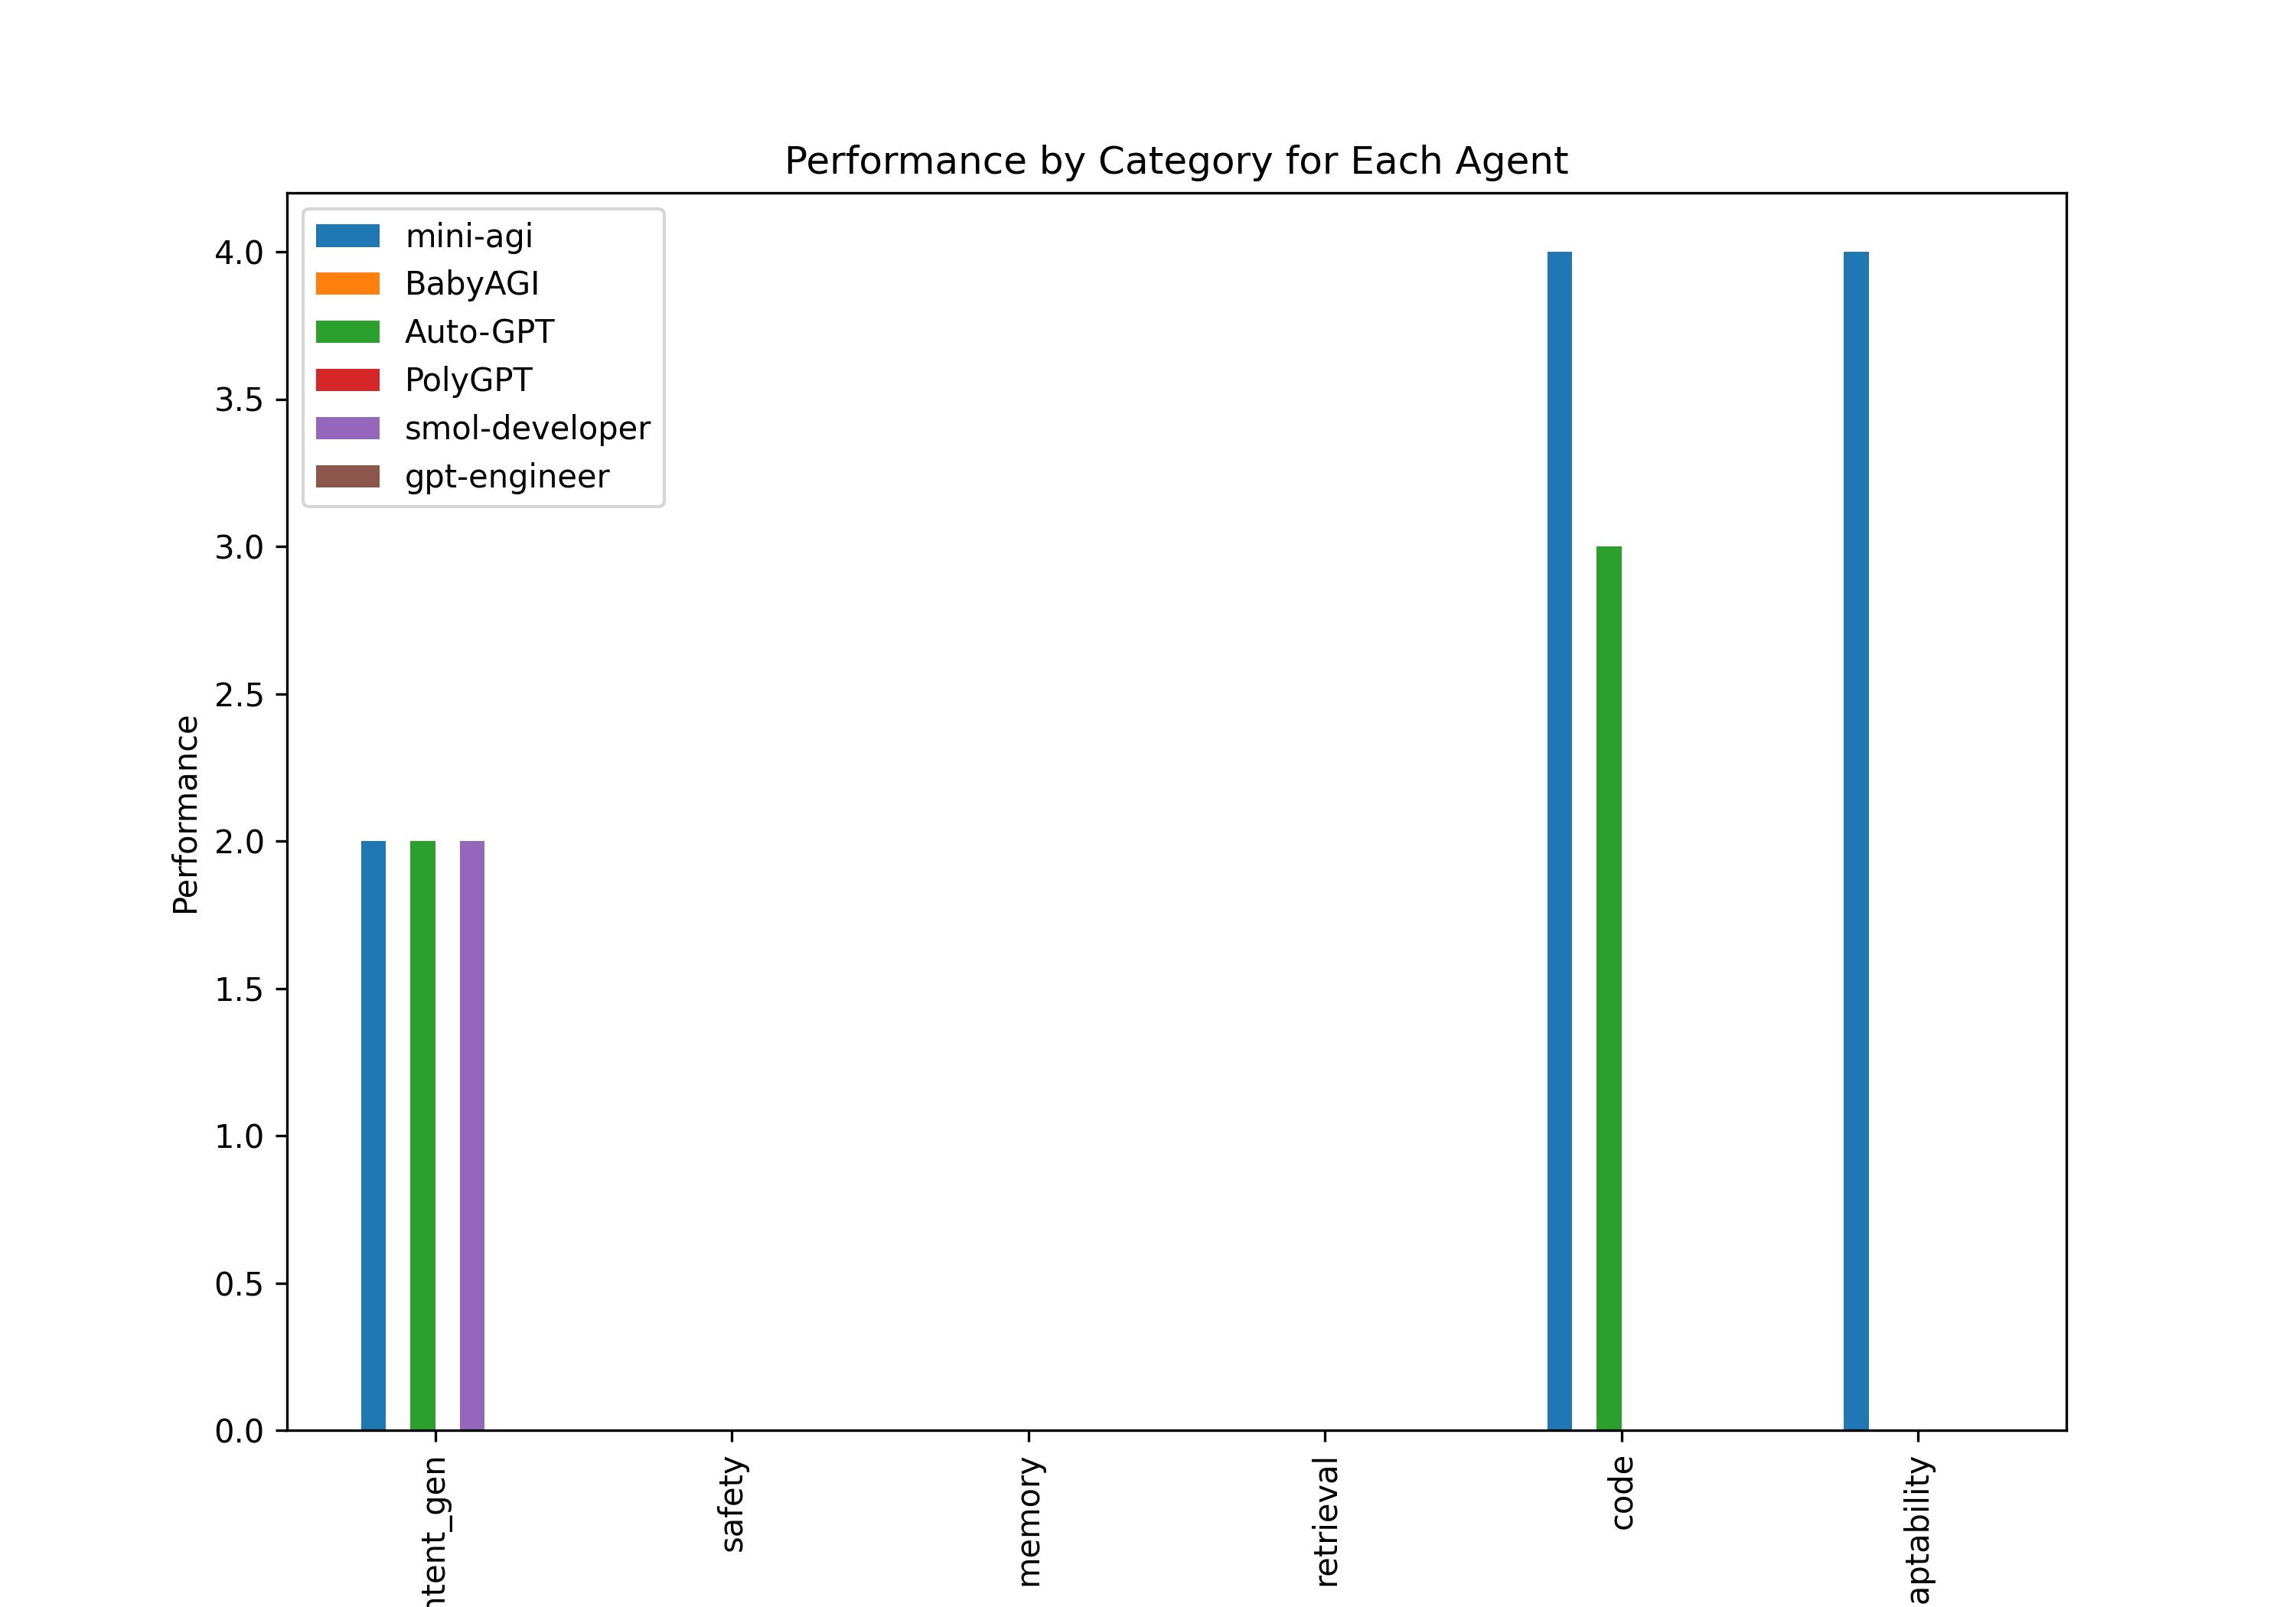 Performance by Category for Each Agent
mini-agi
BabyAGI
Auto-GPT
PolyGPT
smol-developer
gpt-engineer
Performance
4.0
3.5
3.0
2.5
2.0
1.5
1.0
0.5
0.0
ntent_gen
safety
memory
retrieval
code
aptability